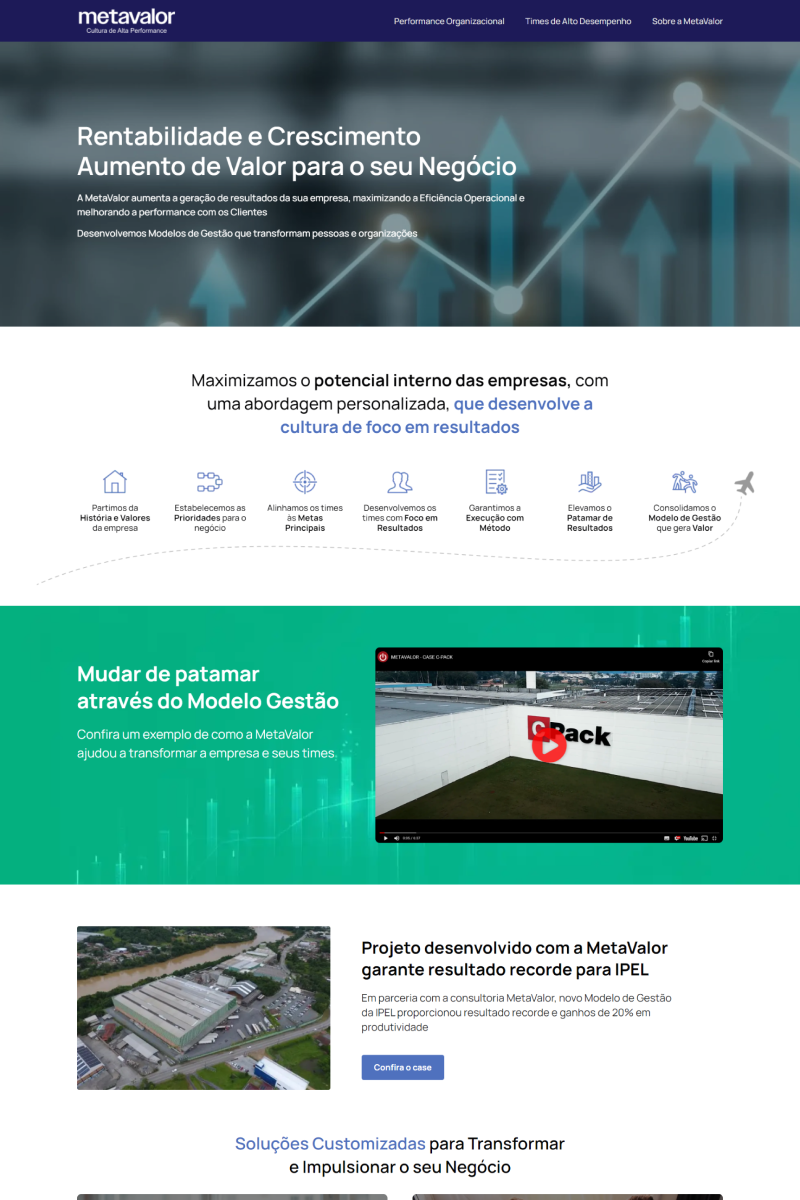 metavalor
Cultura de Alta Performance
Performance Organizacional
Times de Alto Desempenho
Sobre a MetaValor
Rentabilidade e Crescimento
Aumento de Valor para o seu Negócio
A MetaValor aumenta a geração de resultados da sua empresa, maximizando a Eficiência Operacional e
melhorando a performance com os Clientes
Desenvolvemos Modelos de Gestão que transformam pessoas e organizações
Maximizamos o potencial interno das empresas, com
uma abordagem personalizada, que desenvolve a
cultura de foco em resultados
Partimos da
História e Valores
da empresa
Estabelecemos as
Prioridades para o
negócio
Alinhamos os times
às Metas
Principais
Desenvolvemos os
times com Foco em
Resultados
Garantimos a
Execução com
Método
Elevamos o
Patamar de
Resultados
Consolidamos o
Modelo de Gestão
que gera Valor
Mudar de patamar
através do Modelo Gestão
Confira um exemplo de como a MetaValor
ajudou a transformar a empresa e seus times.
METAVALOR - CASE C-PACK
Copiar link
C-Pack
0:00 / 6:27
YouTube
Projeto desenvolvido com a MetaValor
garante resultado recorde para IPEL
Em parceria com a consultoria MetaValor, novo Modelo de Gestão
da IPEL proporcionou resultado recorde e ganhos de 20% em
produtividade
Confira o case
Soluções Customizadas para Transformar
e Impulsionar o seu Negócio